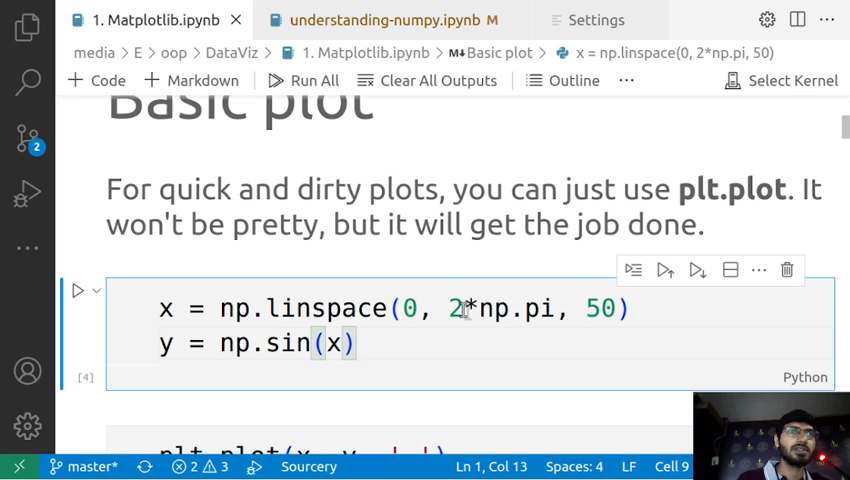 1. Matplotlib.ipynb
understanding-numpy.ipynb M
Settings
media > E > oop > DataViz > 1. Matplotlib.ipynb > M↓Basic plot > x = np.linspace(0, 2*np.pi, 50)
+ Code + Markdown Run All Clear All Outputs Outline ... Select Kernel
Basic plot
For quick and dirty plots, you can just use plt.plot. It
won't be pretty, but it will get the job done.
x = np.linspace(0, 2*np.pi, 50)
y = np.sin(x)
[4]
Python
2
master* 2 3 Sourcery Ln 1, Col 13 Spaces: 4 LF Cell 9